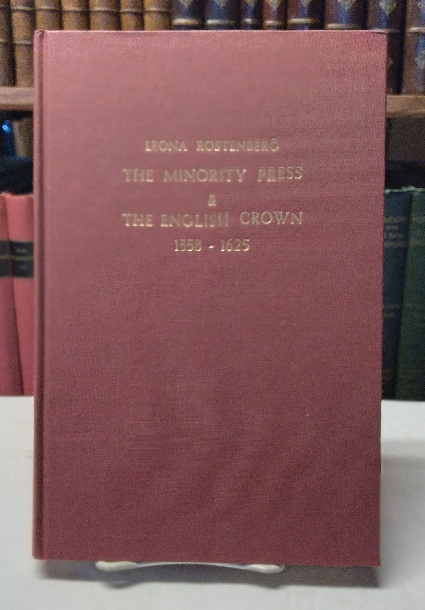 LEONA ROSTENBERG
THE MINORITY PRESS
&
THE ENGLISH CROWN
1558 - 1625